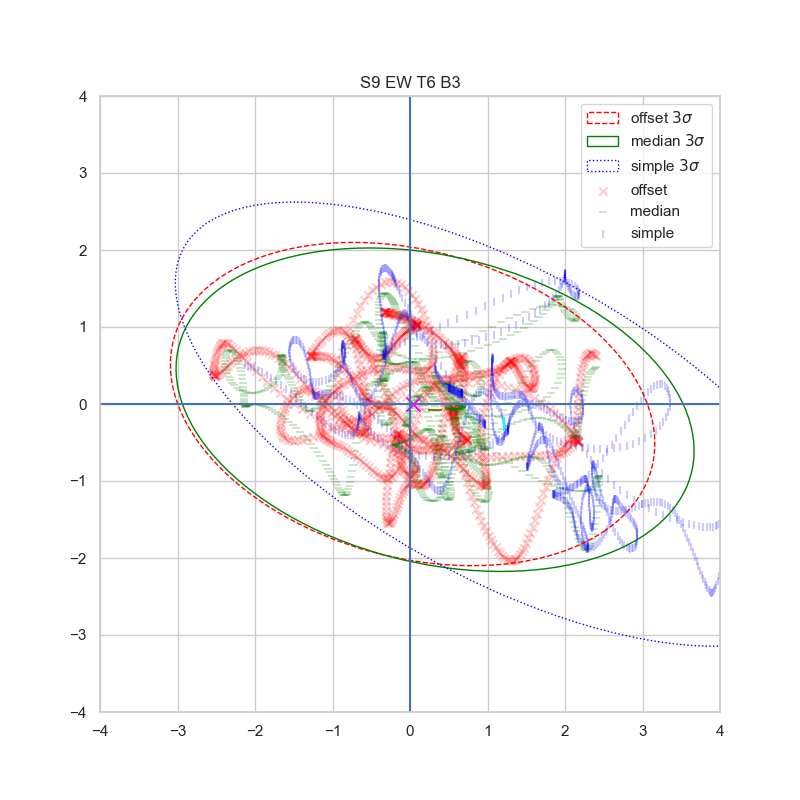 S9 EW T6 B3
4
3
2
1
0
−1
−2
−3
−4
−4
−3
−2
−1
0
1
2
3
4
offset 3σ
median 3σ
simple 3σ
offset
median
simple